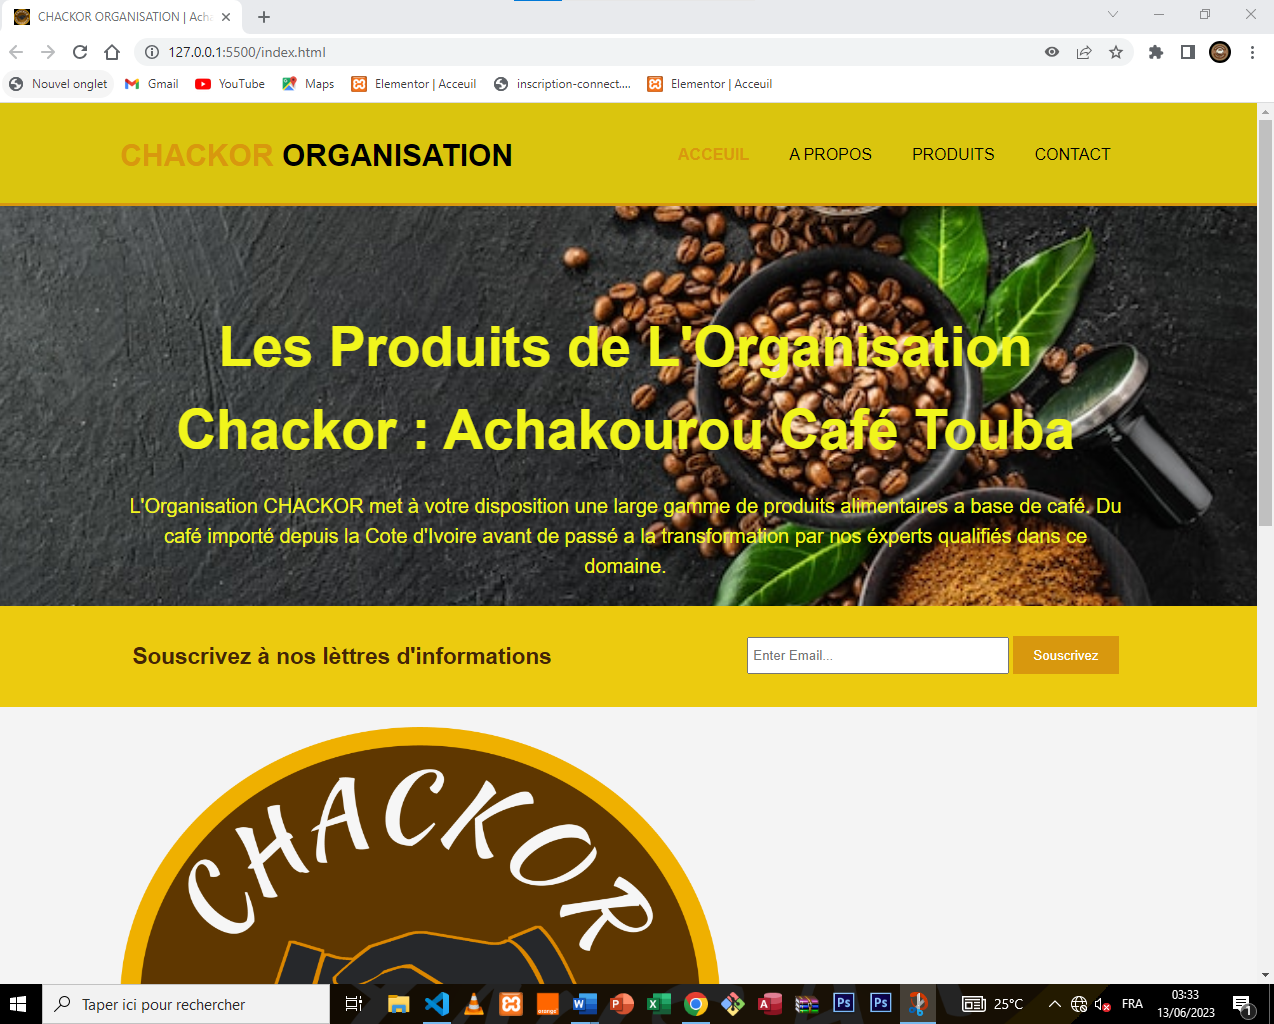 CHACKOR ORGANISATION | Acha
127.0.0.1:5500/index.html
Nouvel onglet Gmail YouTube Maps Elementor | Acceuil inscription-connect.... Elementor | Acceuil
CHACKOR ORGANISATION ACCEUIL A PROPOS PRODUITS CONTACT
Les Produits de L'Organisation
Chackor : Achakourou Café Touba
L'Organisation CHACKOR met à votre disposition une large gamme de produits alimentaires a base de café. Du
café importé depuis la Cote d'Ivoire avant de passé a la transformation par nos éxperts qualifiés dans ce
domaine.
Souscrivez à nos lèttres d'informations Enter Email... Souscrivez
CHACKOR
Taper ici pour rechercher 25°C FRA 03:33
13/06/2023